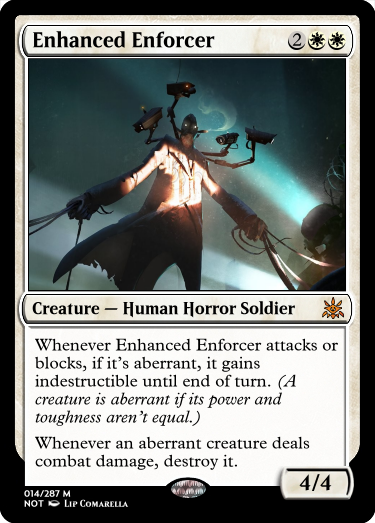 Enhanced Enforcer 2
Creature — Human Horror Soldier
Whenever Enhanced Enforcer attacks or
blocks, if it's aberrant, it gains
indestructible until end of turn. (A
creature is aberrant if its power and
toughness aren't equal.)
Whenever an aberrant creature deals
combat damage, destroy it.
4/4
014/287 M
NOT Lip Comarella